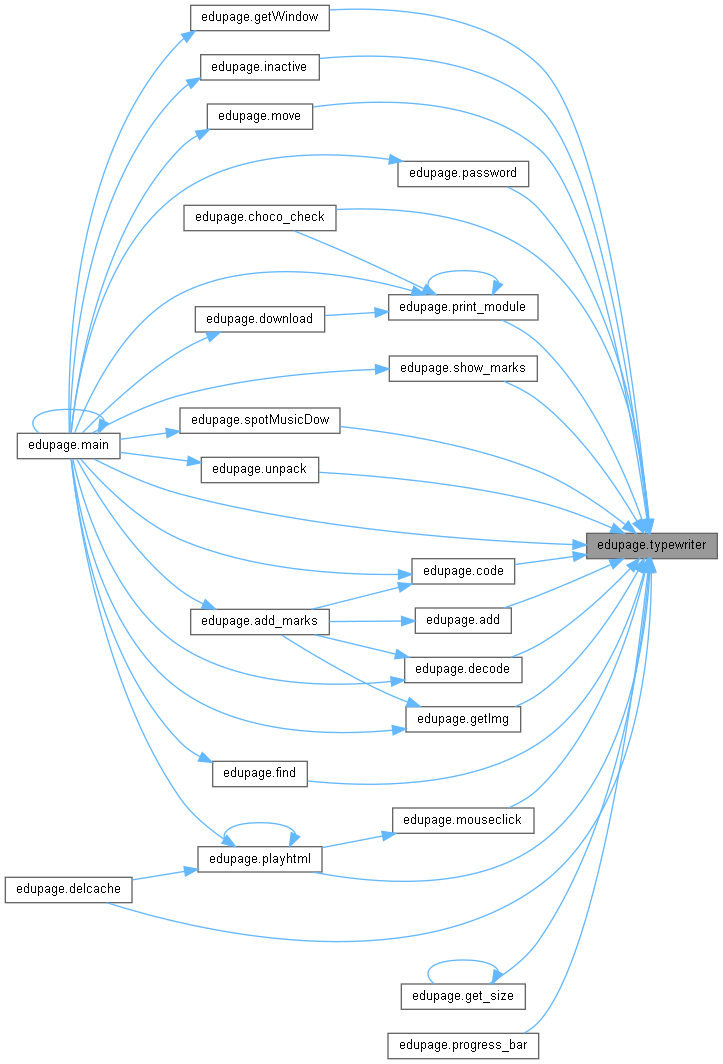 edupage.getWindow
edupage.inactive
edupage.move
edupage.password
edupage.choco_check
edupage.print_module
edupage.download
edupage.show_marks
edupage.spotMusicDow
edupage.main
edupage.unpack
edupage.typewriter
edupage.code
edupage.add_marks
edupage.add
edupage.decode
edupage.getImg
edupage.find
edupage.mouseclick
edupage.playhtml
edupage.delcache
edupage.get_size
edupage.progress_bar